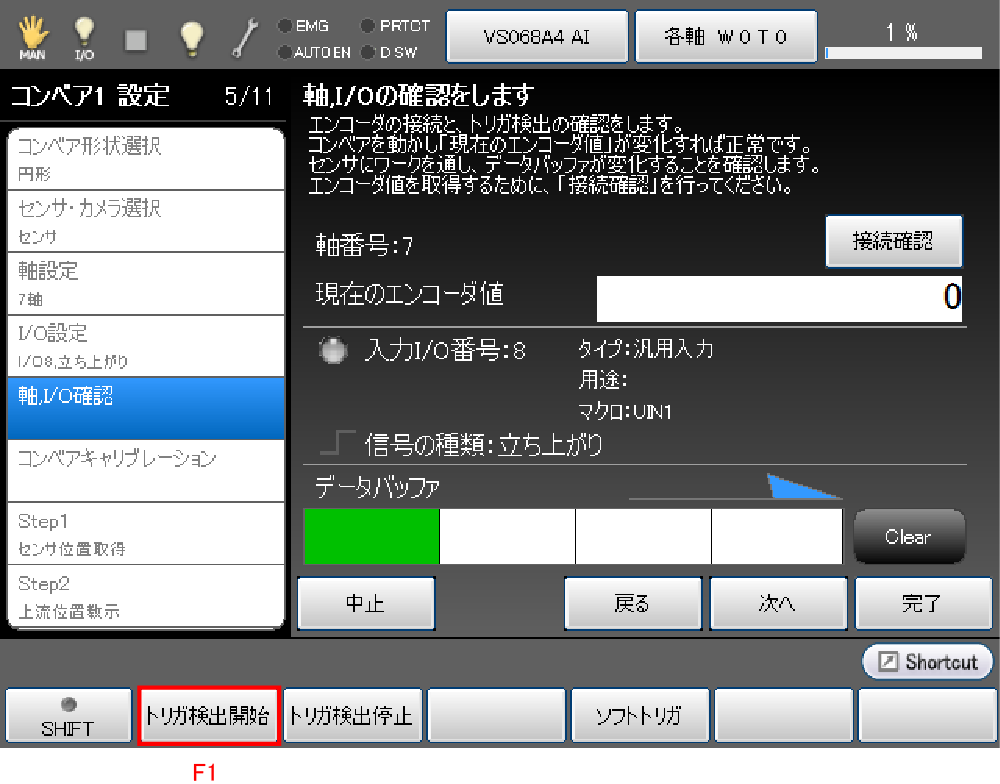 MAN
I/O
EMG
PRTCT
AUTO EN
D SW
VS068A4 AI
各軸 W0T0
1 %
コンベア1 設定 5/11
コンベア形状選択
円形
センサ・カメラ選択
センサ
軸設定
7軸
I/O設定
I/O8,立ち上がり
軸,I/O確認
コンベアキャリブレーション
Step1
センサ位置取得
Step2
上流位置教示
軸,I/Oの確認をします
エンコーダの接続と、トリガ検出の確認をします。
コンベアを動かし「現在のエンコーダ値」が変化すれば正常です。
センサにワークを通し、データバッファが変化することを確認します。
エンコーダ値を取得するために、「接続確認」を行ってください。
軸番号:7
接続確認
現在のエンコーダ値
0
入力I/O番号:8
タイプ:汎用入力
用途:
マクロ:UIN1
信号の種類:立ち上がり
データバッファ
Clear
中止
戻る
次へ
完了
Shortcut
SHIFT
トリガ検出開始
トリガ検出停止
ソフトトリガ
F1